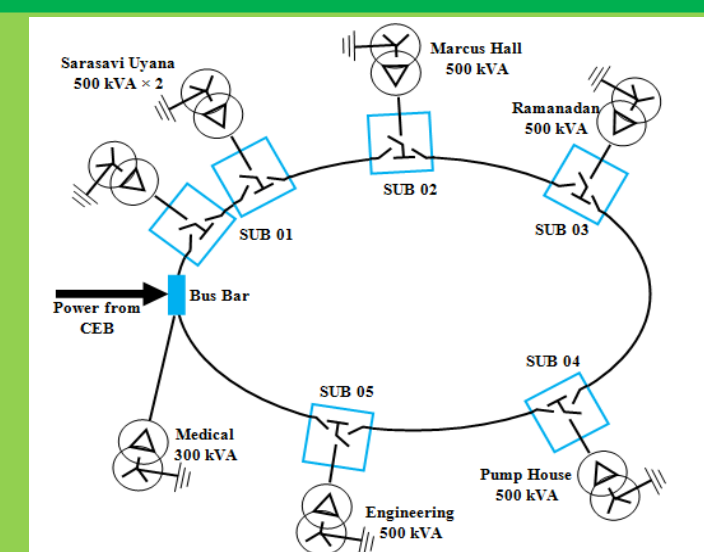 Sarasavi Uyana
500 kVA × 2
Marcus Hall
500 kVA
Ramanadan
500 kVA
SUB 02
SUB 01
SUB 03
Bus Bar
Power from
CEB
SUB 04
SUB 05
Medical
300 kVA
Pump House
500 kVA
Engineering
500 kVA